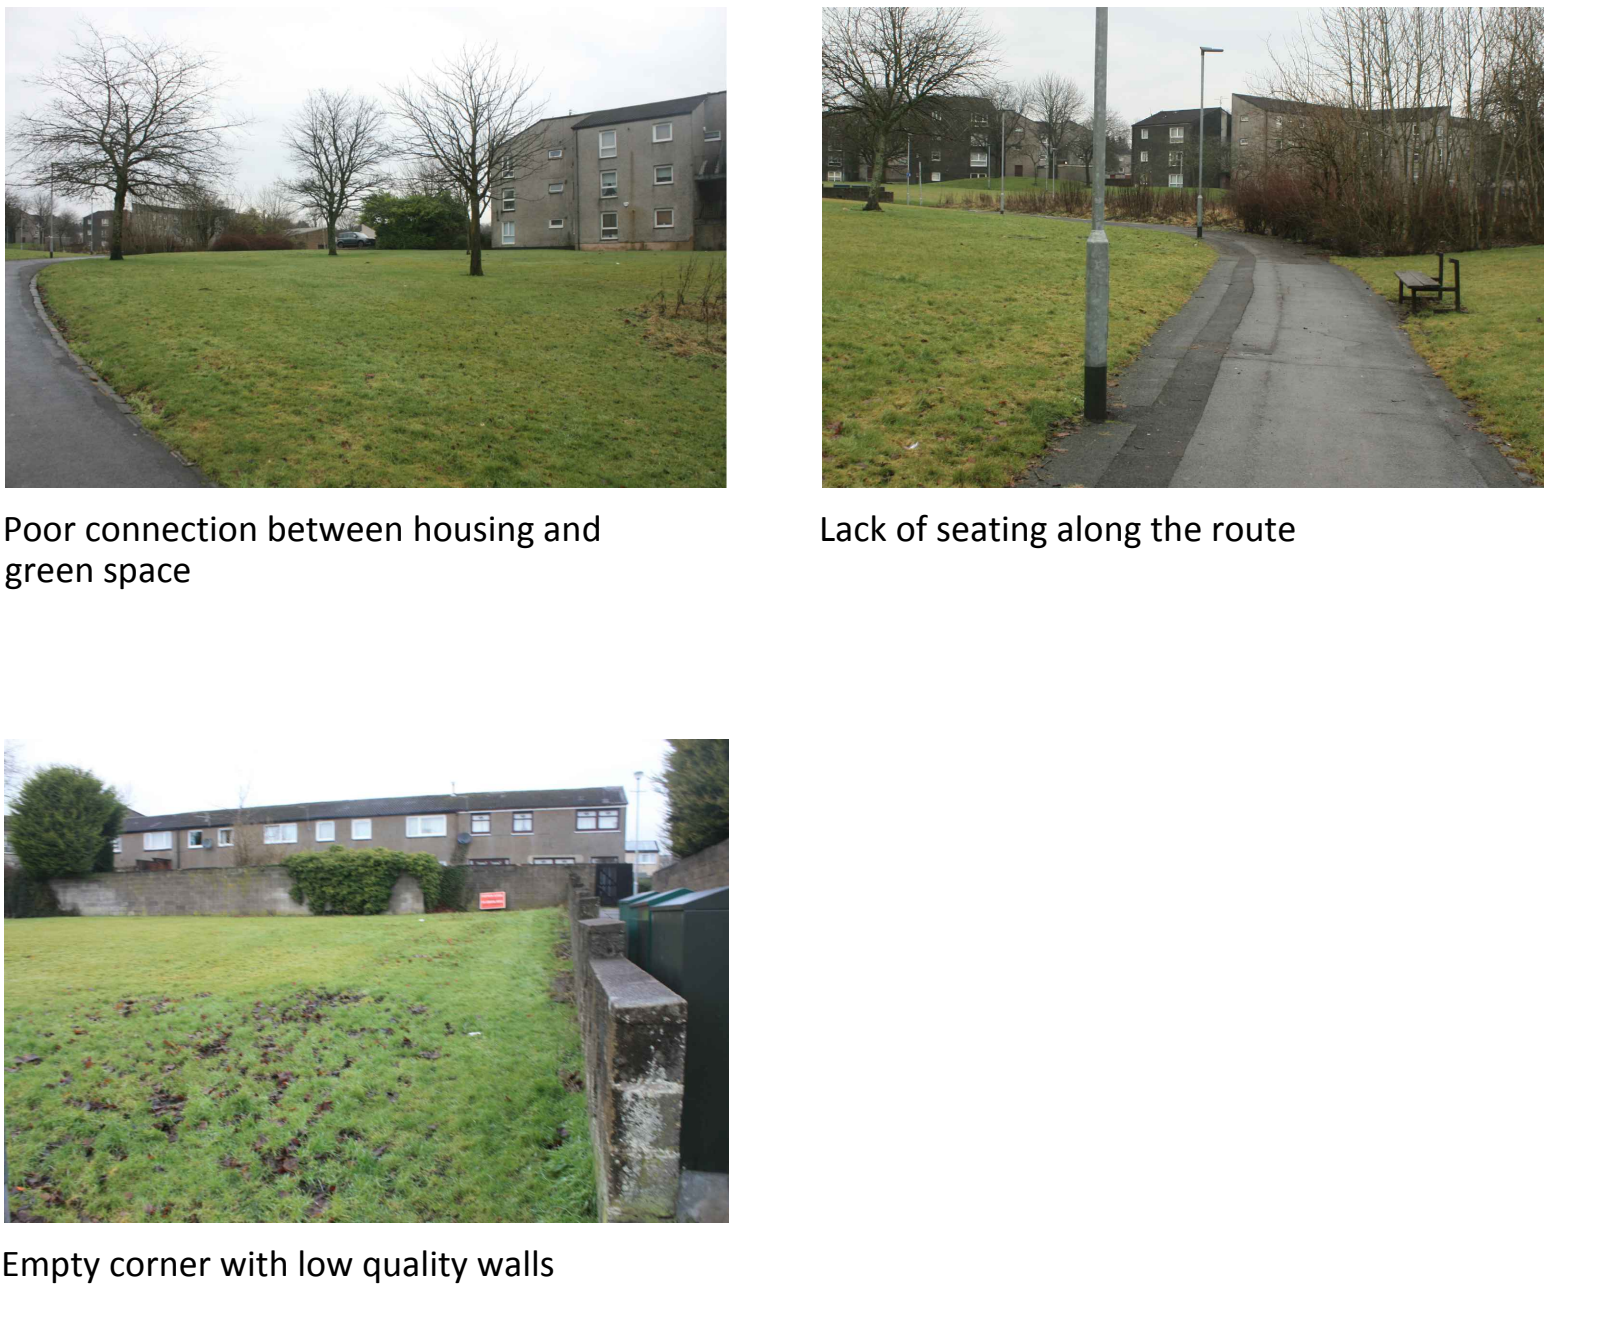 Poor connection between housing and
green space
Lack of seating along the route
Empty corner with low quality walls